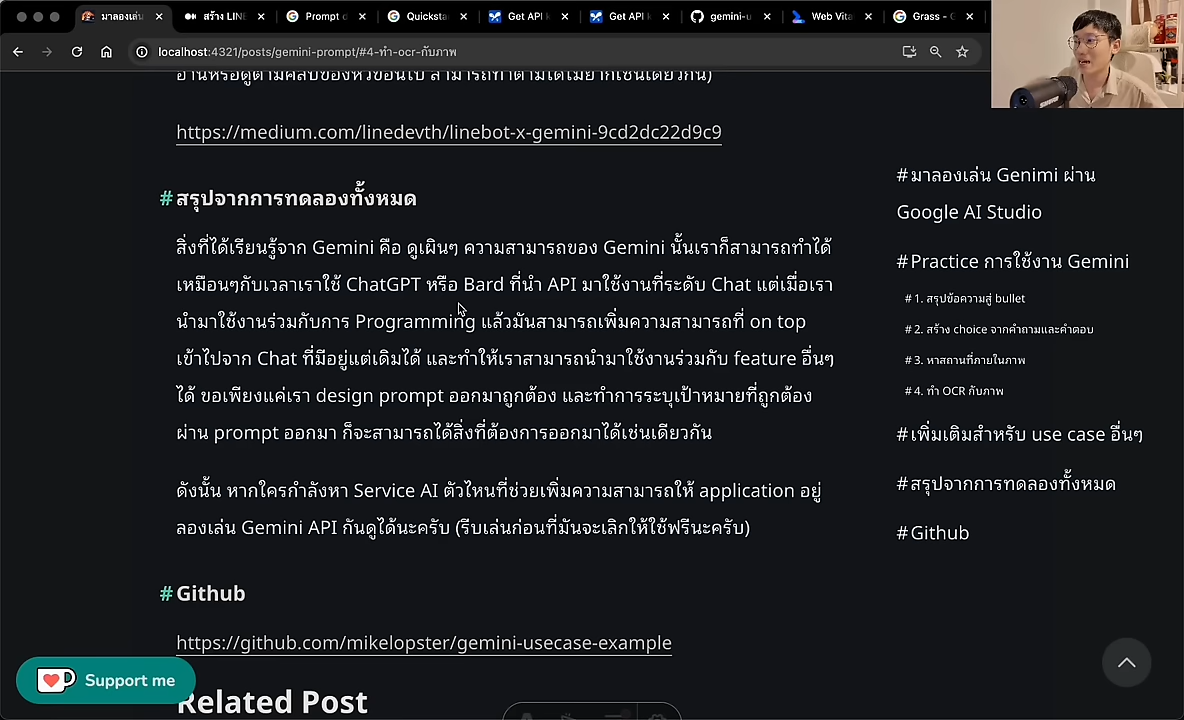 มาลองเล่น
สร้าง LINE
Prompt d
Quicksta
Get API k
Get API k
gemini-u
Web Vita
Grass - G
localhost:4321/posts/gemini-prompt/#4-ทำ-ocr-กับภาพ
https://medium.com/linedevth/linebot-x-gemini-9cd2dc22d9c9
#สรุปจากการทดลองทั้งหมด
สิ่งที่ได้เรียนรู้จาก Gemini คือ ดูเผินๆ ความสามารถของ Gemini นั้นเราก็สามารถทำได้
เหมือนๆกับเวลาเราใช้ ChatGPT หรือ Bard ที่นำ API มาใช้งานที่ระดับ Chat แต่เมื่อเรา
นำมาใช้งานร่วมกับการ Programming แล้วมันสามารถเพิ่มความสามารถที่ on top
เข้าไปจาก Chat ที่มีอยู่แต่เดิมได้ และทำให้เราสามารถนำมาใช้งานร่วมกับ feature อื่นๆ
ได้ ขอเพียงแค่เรา design prompt ออกมาถูกต้อง และทำการระบุเป้าหมายที่ถูกต้อง
ผ่าน prompt ออกมา ก็จะสามารถได้สิ่งที่ต้องการออกมาได้เช่นเดียวกัน
ดังนั้น หากใครกำลังหา Service AI ตัวไหนที่ช่วยเพิ่มความสามารถให้ application อยู่
ลองเล่น Gemini API กันดูได้นะครับ (รีบเล่นก่อนที่มันจะเลิกให้ใช้ฟรีนะครับ)
#Github
https://github.com/mikelopster/gemini-usecase-example
Related Post
Support me
#มาลองเล่น Genimi ผ่าน
Google AI Studio
#Practice การใช้งาน Gemini
#1. สรุปข้อความสู่ bullet
#2. สร้าง choice จากคำถามและคำตอบ
#3. หาสถานที่ภายในภาพ
#4. ทำ OCR กับภาพ
#เพิ่มเติมสำหรับ use case อื่นๆ
#สรุปจากการทดลองทั้งหมด
#Github